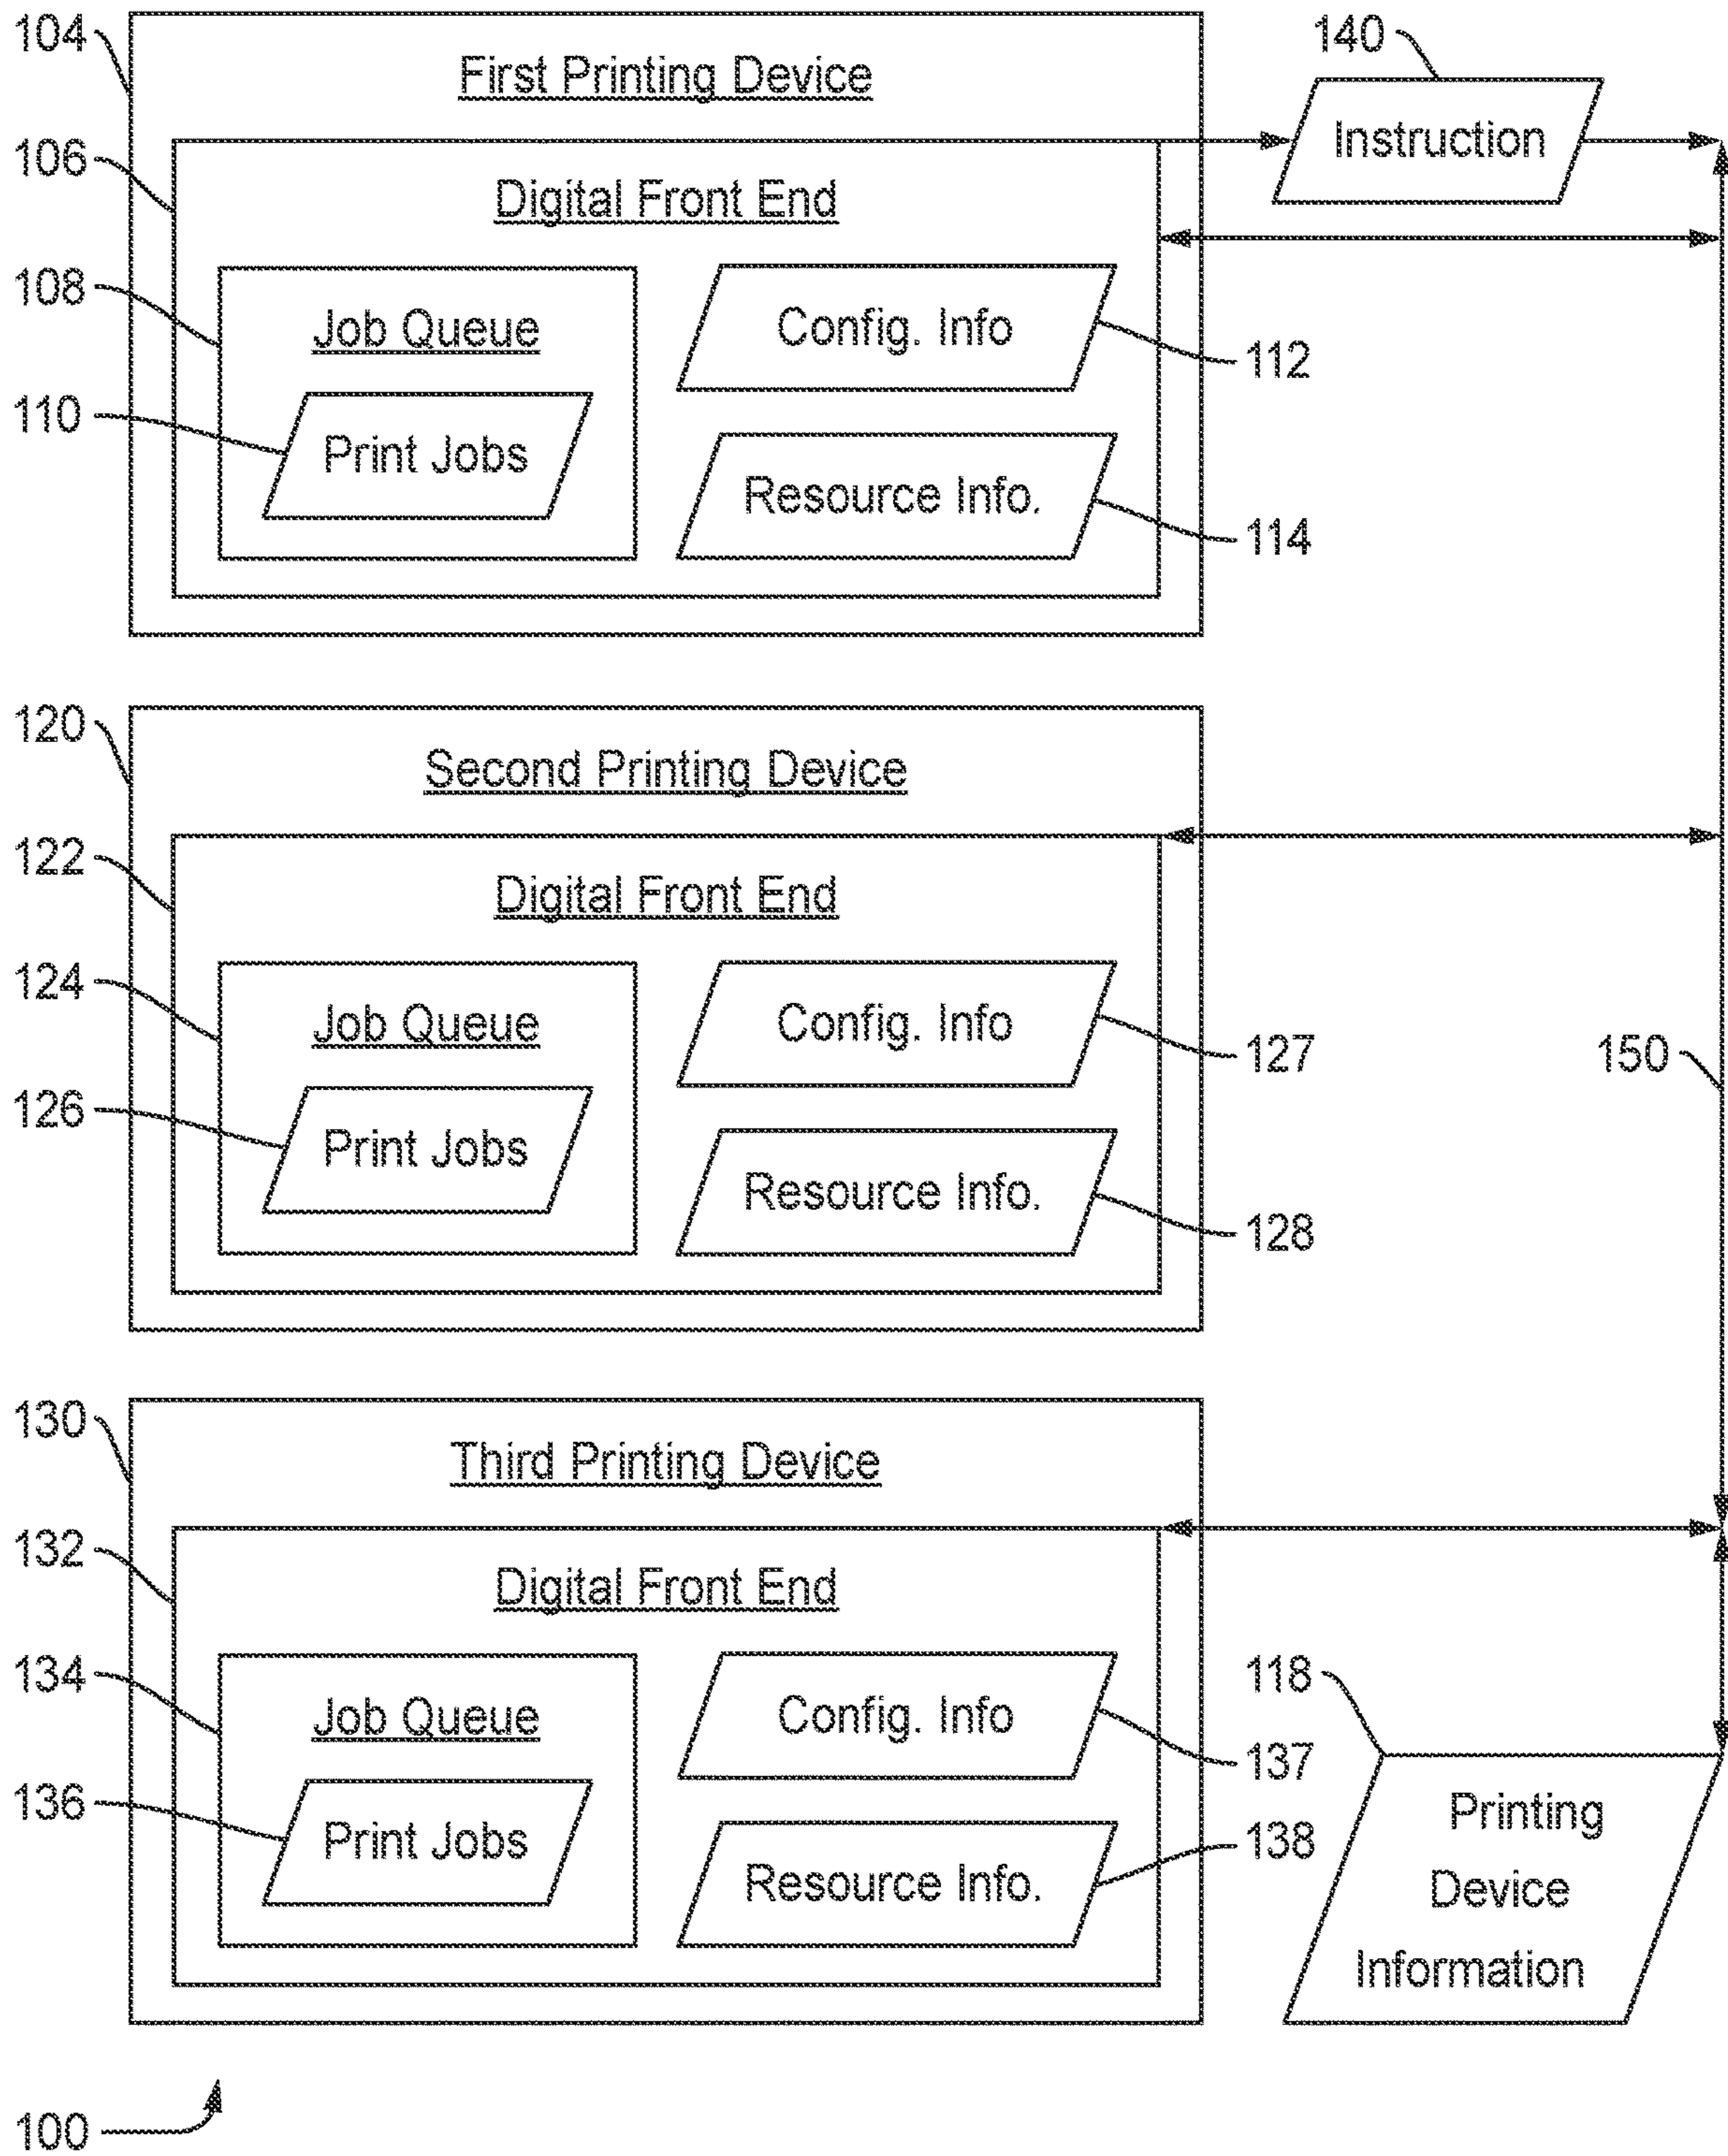 104
First Printing Device
140
Instruction
106
Digital Front End
108
Job Queue
Config. Info
112
110
Print Jobs
Resource Info.
114
120
Second Printing Device
122
Digital Front End
124
Job Queue
Config. Info
127
150
126
Print Jobs
Resource Info.
128
130
Third Printing Device
132
Digital Front End
134
Job Queue
Config. Info
137
118
136
Print Jobs
Resource Info.
138
Printing
Device
Information
100